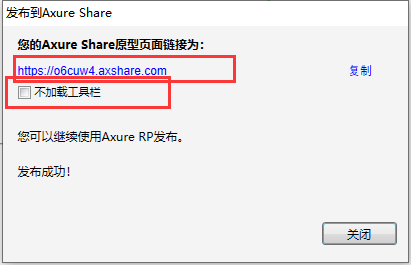 发布到Axure Share
您的Axure Share原型页面链接为：
https://o6cuw4.axshare.com 复制
不加载工具栏
您可以继续使用Axure RP发布。
发布成功！
关闭